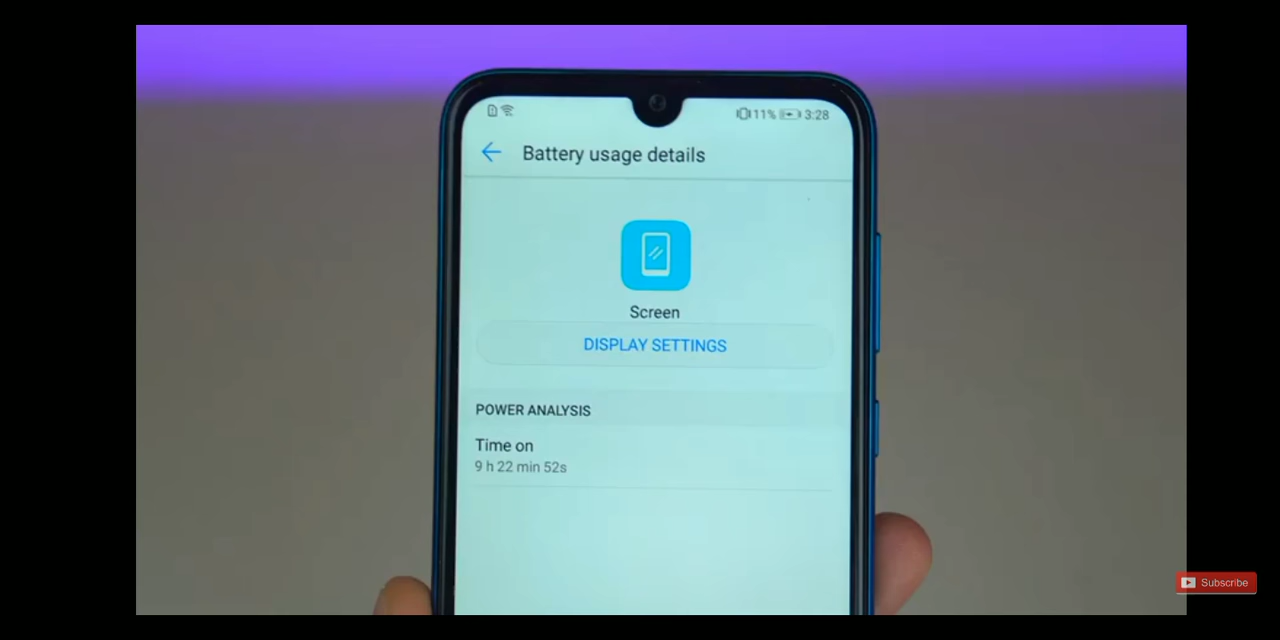 11% 3:28
Battery usage details
Screen
DISPLAY SETTINGS
POWER ANALYSIS
Time on
9 h 22 min 52s
Subscribe